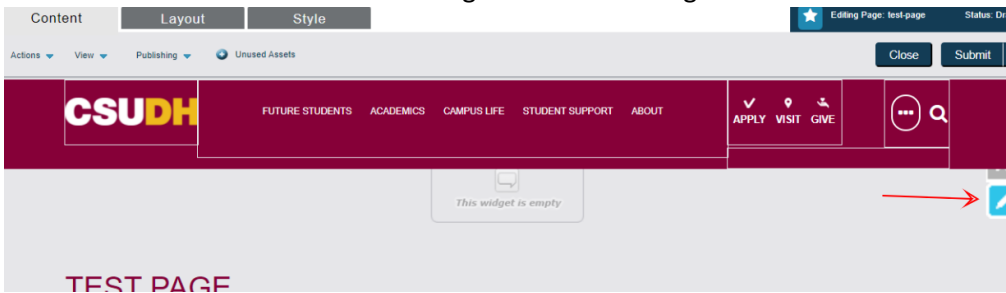 Content Layout Style Editing Page: test-page Status:
Actions View Publishing Unused Assets Close Submit
CSUDH FUTURE STUDENTS ACADEMICS CAMPUS LIFE STUDENT SUPPORT ABOUT APPLY VISIT GIVE
This widget is empty
TEST PAGE